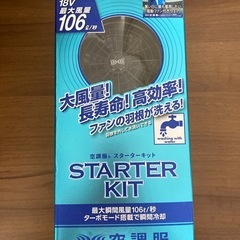 18V
最大風量
106ℓ/秒
大風量!
長寿命!高効率!
ファンの羽根が洗える!
washing with
water
空調服 スターターキット
STARTER
KIT
最大瞬間風量106ℓ/秒
ターボモード搭載で瞬間冷却
空調服